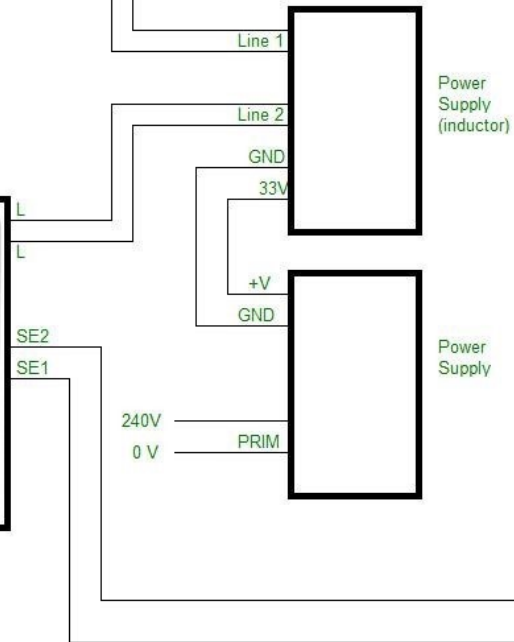 Line 1
Power
Supply
(inductor)
Line 2
GND
33V
L
L
+V
GND
SE2
SE1
Power
Supply
240V
PRIM
0 V